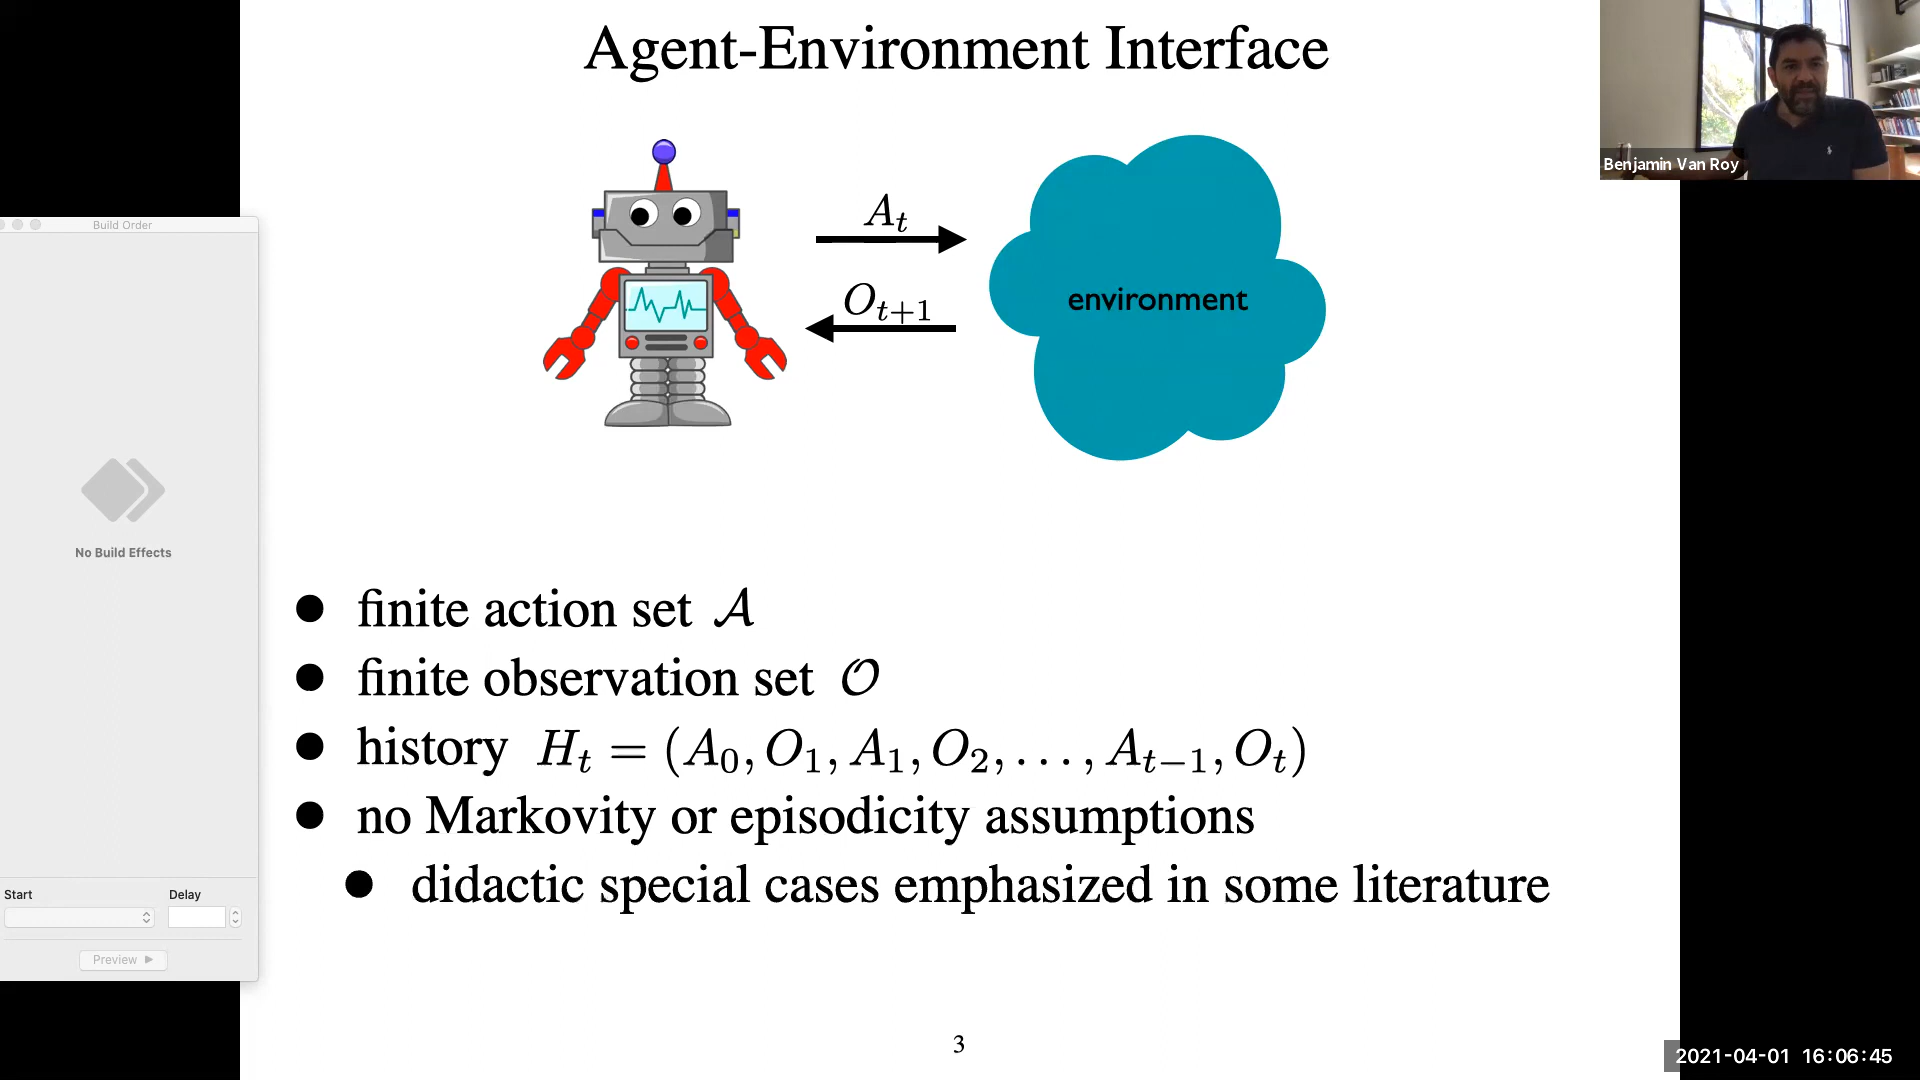 Agent-Environment Interface
Benjamin Van Roy
A_t
O_{t+1}
environment
Build Order
No Build Effects
Start
Delay
Preview ▶
● finite action set 𝒜
● finite observation set 𝒪
● history H_t = (A_0, O_1, A_1, O_2, . . . , A_{t−1}, O_t)
● no Markovity or episodicity assumptions
● didactic special cases emphasized in some literature
3
2021-04-01 16:06:45